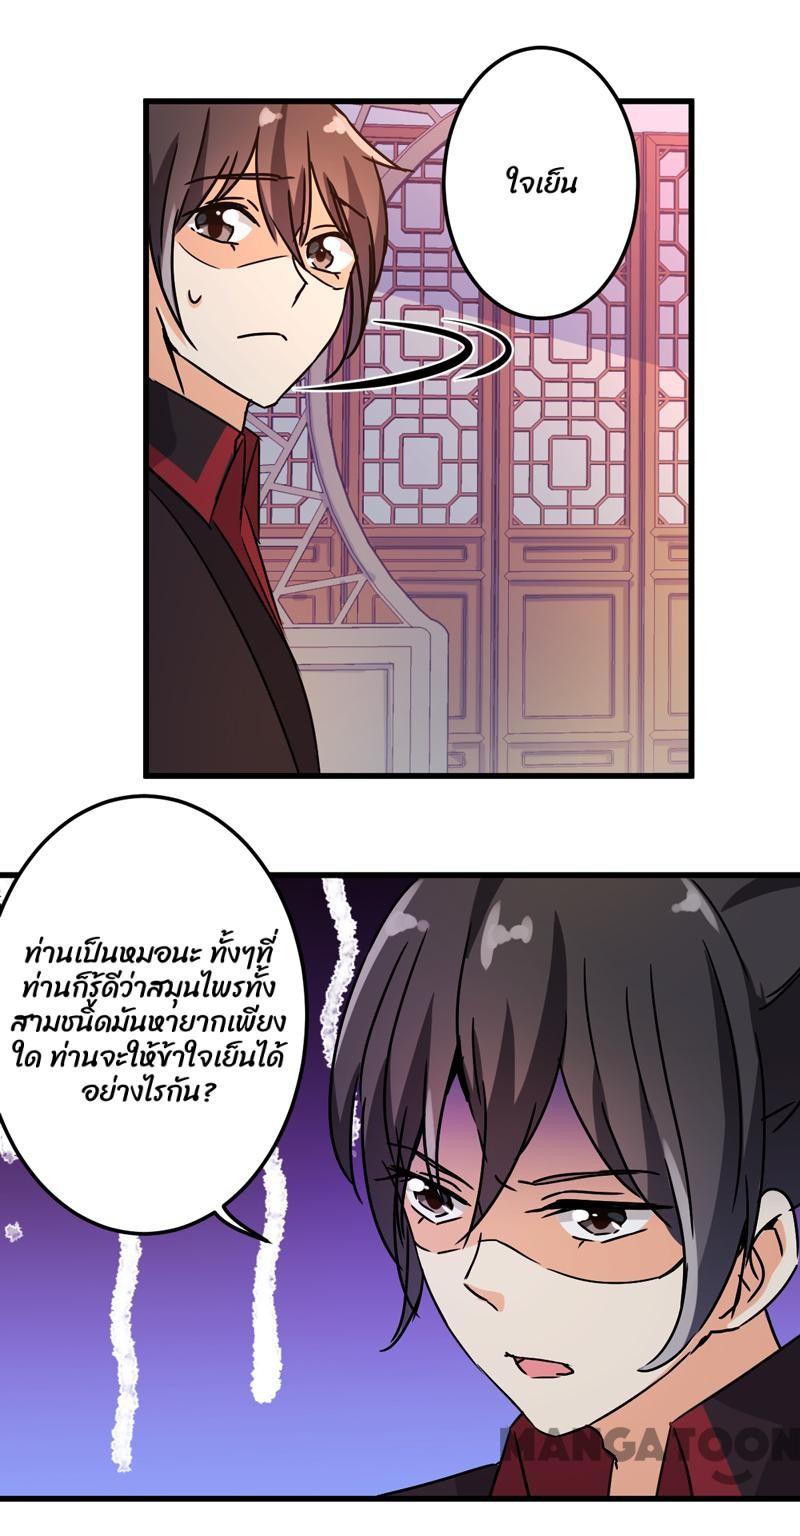 ใจเย็น
ท่านเป็นหมอนะ ทั้งๆที่
ท่านก็รู้ดีว่าสมุนไพรทั้ง
สามชนิดมันหายากเพียง
ใด ท่านจะให้ข้าใจเย็นได้
อย่างไรกัน?
MANGATOON